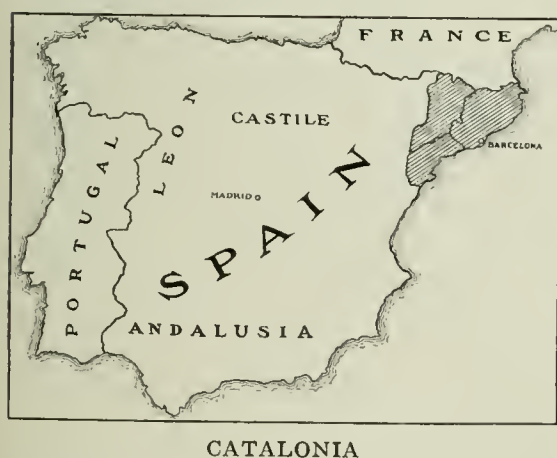 FRANCE
CASTILE
LEON
BARCELONA
PORTUGAL
MADRID
SPAIN
ANDALUSIA
CATALONIA